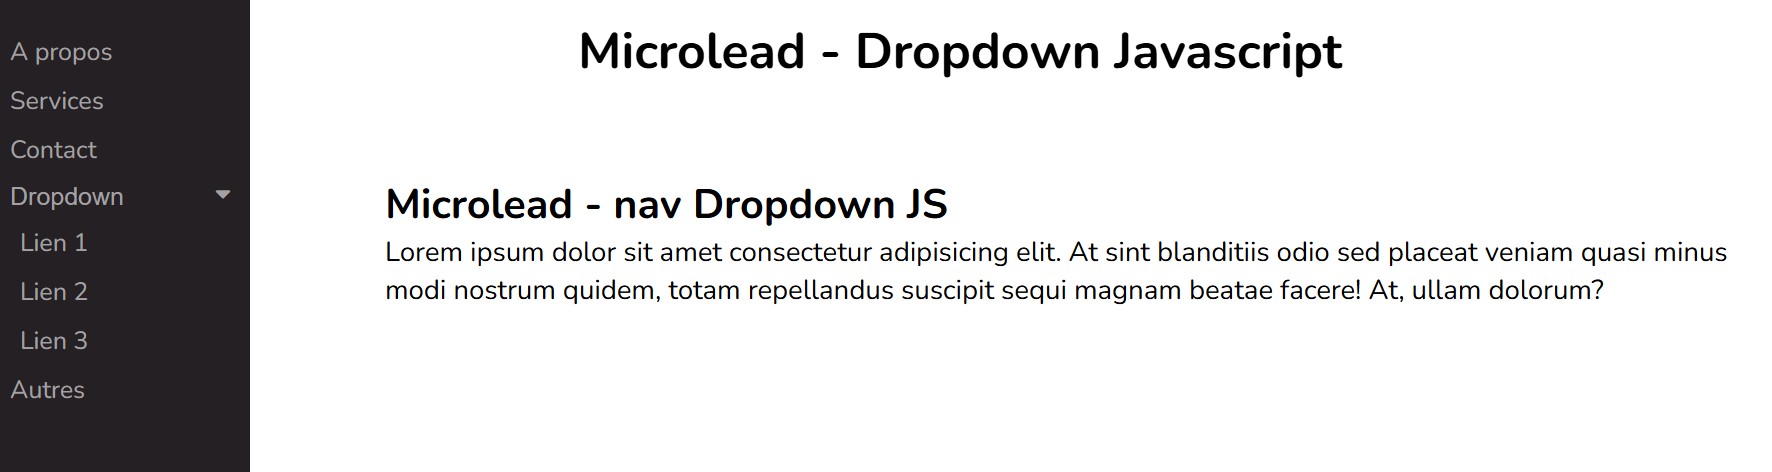 A propos
Services
Contact
Dropdown
Lien 1
Lien 2
Lien 3
Autres
Microlead - Dropdown Javascript
Microlead - nav Dropdown JS
Lorem ipsum dolor sit amet consectetur adipisicing elit. At sint blanditiis odio sed placeat veniam quasi minus
modi nostrum quidem, totam repellandus suscipit sequi magnam beatae facere! At, ullam dolorum?